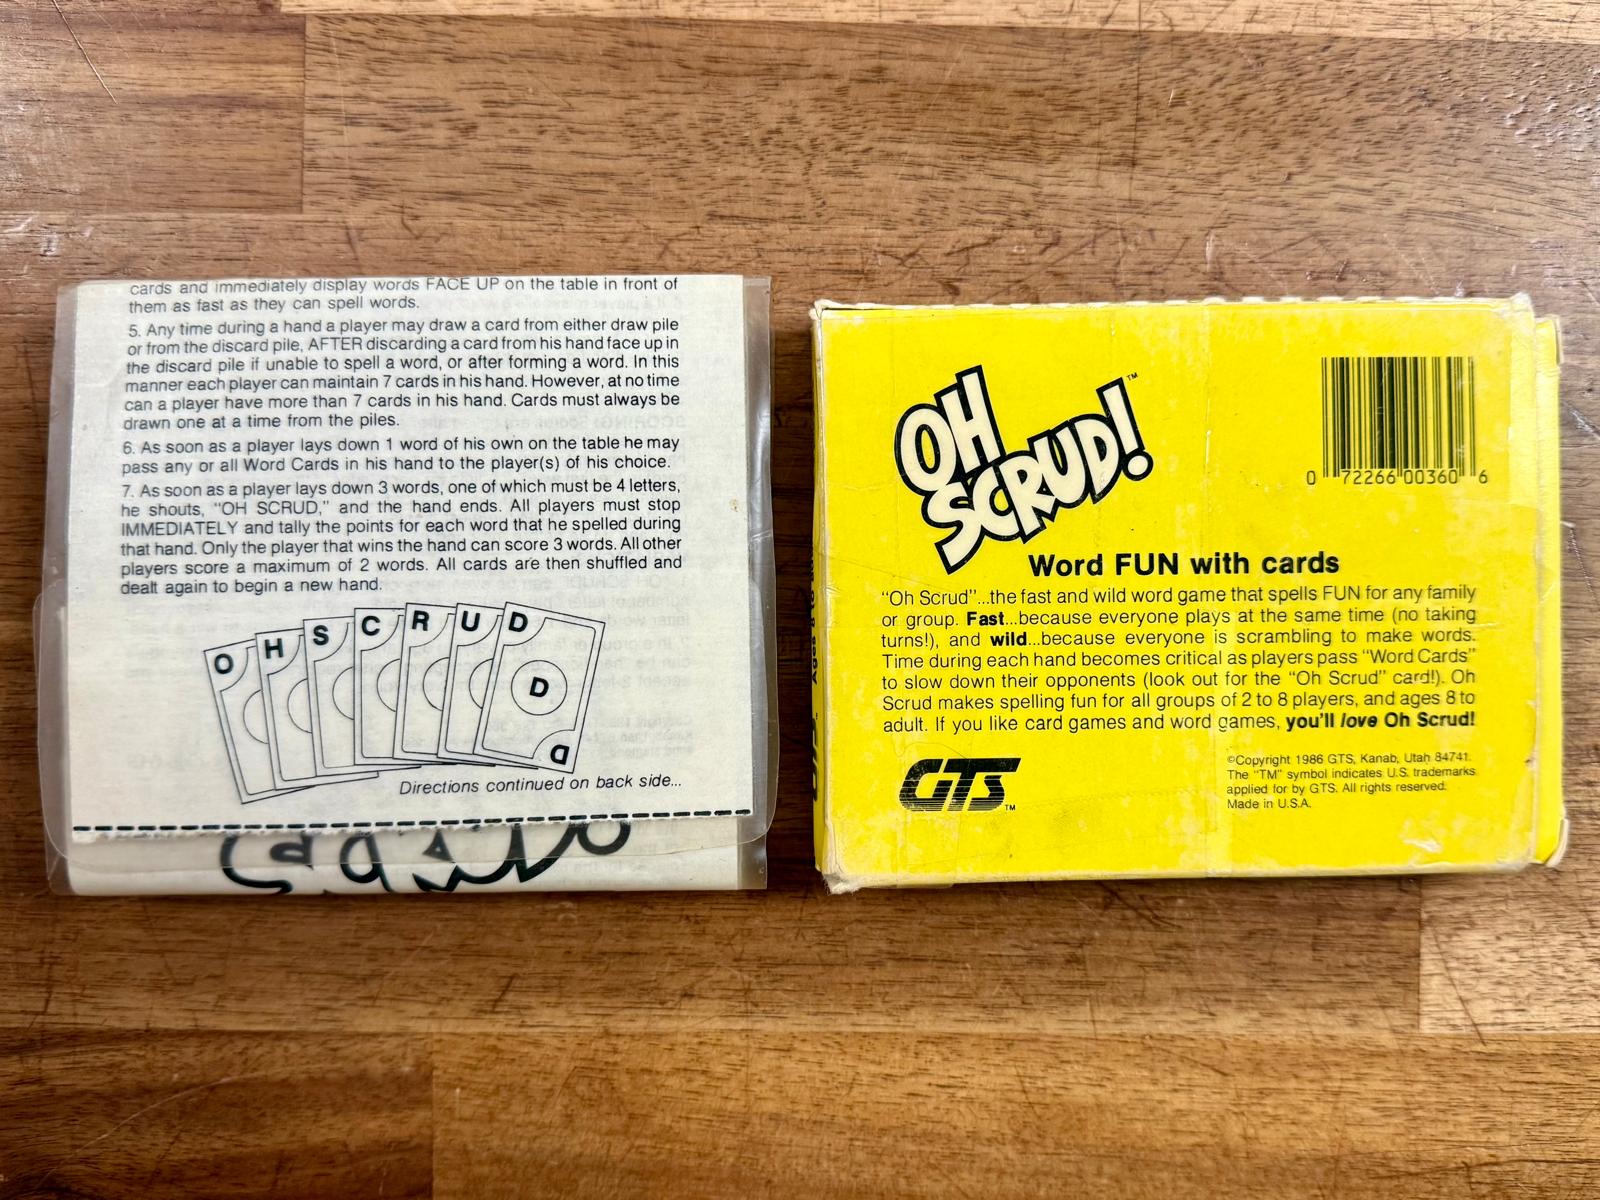 cards and immediately display words FACE UP on the table in front of
them as fast as they can spell words.
5. Any time during a hand a player may draw a card from either draw pile
or from the discard pile, AFTER discarding a card from his hand face up in
the discard pile if unable to spell a word, or after forming a word. In this
manner each player can maintain 7 cards in his hand. However, at no time
can a player have more than 7 cards in his hand. Cards must always be
drawn one at a time from the piles.
6. As soon as a player lays down 1 word of his own on the table he may
pass any or all Word Cards in his hand to the player(s) of his choice.
7. As soon as a player lays down 3 words, one of which must be 4 letters,
he shouts, "OH SCRUD," and the hand ends. All players must stop
IMMEDIATELY and tally the points for each word that he spelled during
that hand. Only the player that wins the hand can score 3 words. All other
players score a maximum of 2 words. All cards are then shuffled and
dealt again to begin a new hand.
O H S C R U D
D
D
Directions continued on back side...
OH
SCRUD!™
0 72266 00360 6
Word FUN with cards
"Oh Scrud"...the fast and wild word game that spells FUN for any family
or group. Fast...because everyone plays at the same time (no taking
turns!), and wild...because everyone is scrambling to make words.
Time during each hand becomes critical as players pass "Word Cards"
to slow down their opponents (look out for the "Oh Scrud" card!). Oh
Scrud makes spelling fun for all groups of 2 to 8 players, and ages 8 to
adult. If you like card games and word games, you'll love Oh Scrud!
GTS™
©Copyright 1986 GTS, Kanab, Utah 84741.
The "TM" symbol indicates U.S. trademarks
applied for by GTS. All rights reserved.
Made in U.S.A.